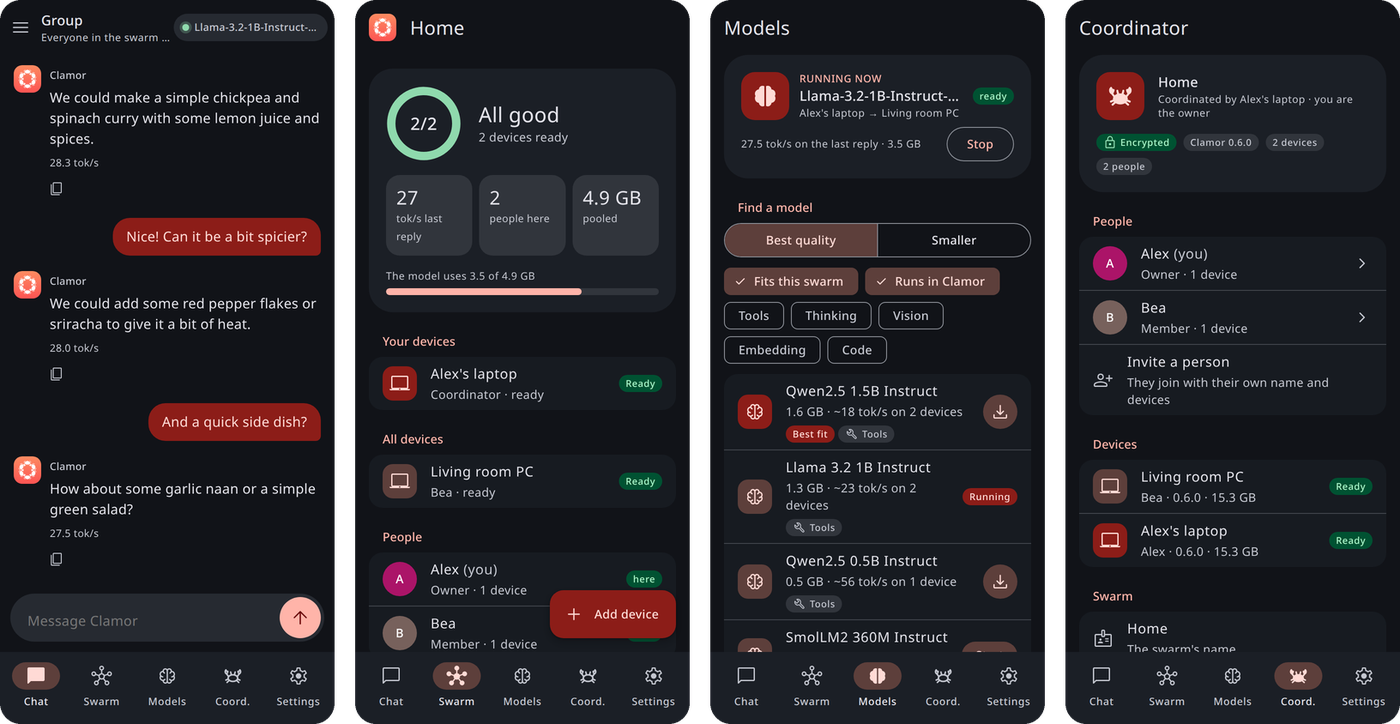 Group
Everyone in the swarm ...
Llama-3.2-1B-Instruct-...
Clamor
We could make a simple chickpea and
spinach curry with some lemon juice and
spices.
28.3 tok/s
Nice! Can it be a bit spicier?
Clamor
We could add some red pepper flakes or
sriracha to give it a bit of heat.
28.0 tok/s
And a quick side dish?
Clamor
How about some garlic naan or a simple
green salad?
27.5 tok/s
Message Clamor
Chat
Swarm
Models
Coord.
Settings
Home
2/2
All good
2 devices ready
27
tok/s last
reply
2
people here
4.9 GB
pooled
The model uses 3.5 of 4.9 GB
Your devices
Alex's laptop
Coordinator · ready
Ready
All devices
Living room PC
Bea · ready
Ready
People
A
Alex (you)
Owner · 1 device
here
B
Bea
Member · 1 device
+ Add device
Chat
Swarm
Models
Coord.
Settings
Models
RUNNING NOW
Llama-3.2-1B-Instruct-...
ready
Alex's laptop → Living room PC
27.5 tok/s on the last reply · 3.5 GB
Stop
Find a model
Best quality
Smaller
✓ Fits this swarm
✓ Runs in Clamor
Tools
Thinking
Vision
Embedding
Code
Qwen2.5 1.5B Instruct
1.6 GB · ~18 tok/s on 2 devices
Best fit
Tools
Llama 3.2 1B Instruct
1.3 GB · ~23 tok/s on 2
devices
Running
Tools
Qwen2.5 0.5B Instruct
0.5 GB · ~56 tok/s on 1 device
Tools
SmolLM2 360M Instruct
Chat
Swarm
Models
Coord.
Settings
Coordinator
Home
Coordinated by Alex's laptop · you are
the owner
Encrypted
Clamor 0.6.0
2 devices
2 people
People
A
Alex (you)
Owner · 1 device
B
Bea
Member · 1 device
Invite a person
They join with their own name and
devices
Devices
Living room PC
Bea · 0.6.0 · 15.3 GB
Ready
Alex's laptop
Alex · 0.6.0 · 15.3 GB
Ready
Swarm
Home
The swarm's name
Chat
Swarm
Models
Coord.
Settings